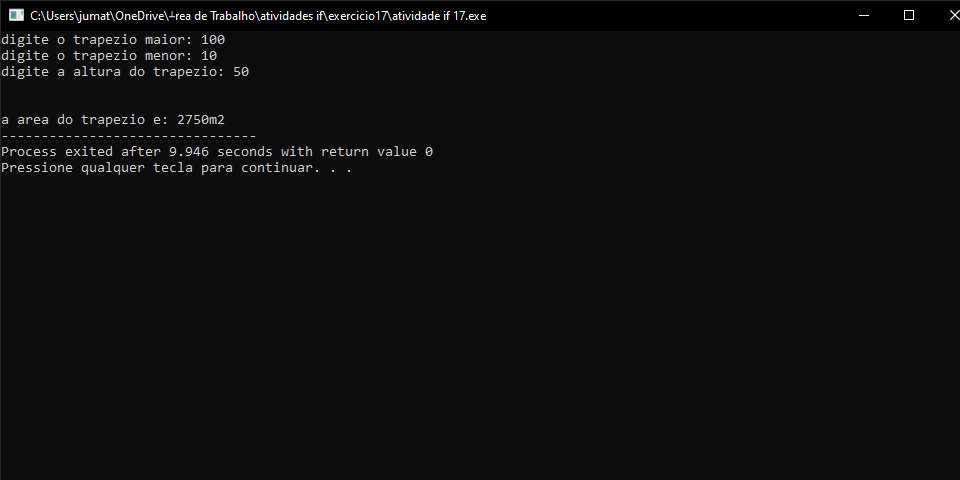 C:\Users\jumat\OneDrive\┴rea de Trabalho\atividades if\exercicio17\atividade if 17.exe
digite o trapezio maior: 100
digite o trapezio menor: 10
digite a altura do trapezio: 50
a area do trapezio e: 2750m2
--------------------------------
Process exited after 9.946 seconds with return value 0
Pressione qualquer tecla para continuar. . .